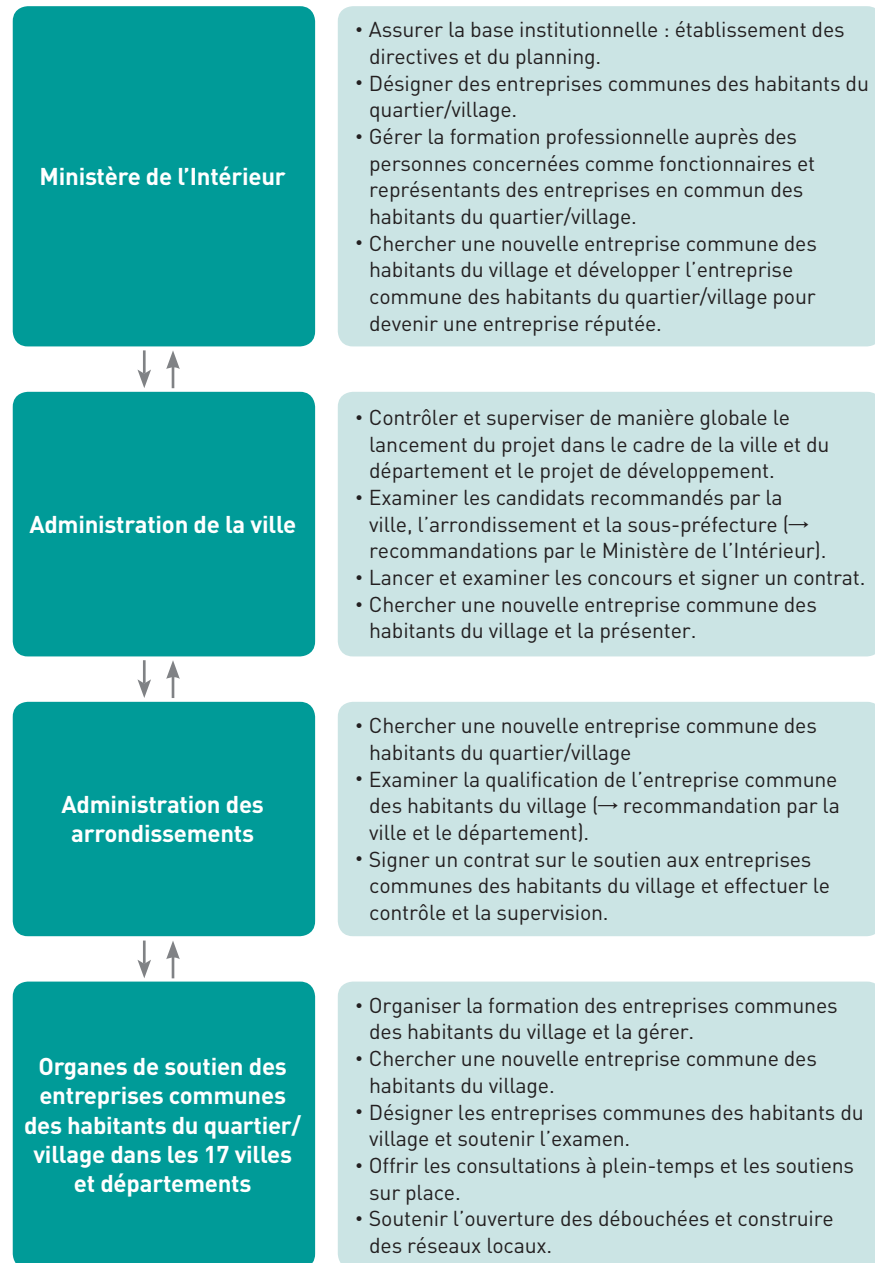 Ministère de l'Intérieur
• Assurer la base institutionnelle : établissement des
directives et du planning.
• Désigner des entreprises communes des habitants du
quartier/village.
• Gérer la formation professionnelle auprès des
personnes concernées comme fonctionnaires et
représentants des entreprises en commun des
habitants du quartier/village.
• Chercher une nouvelle entreprise commune des
habitants du village et développer l'entreprise
commune des habitants du quartier/village pour
devenir une entreprise réputée.
Administration de la ville
• Contrôler et superviser de manière globale le
lancement du projet dans le cadre de la ville et du
département et le projet de développement.
• Examiner les candidats recommandés par la
ville, l'arrondissement et la sous-préfecture (→
recommandations par le Ministère de l'Intérieur).
• Lancer et examiner les concours et signer un contrat.
• Chercher une nouvelle entreprise commune des
habitants du village et la présenter.
Administration des
arrondissements
• Chercher une nouvelle entreprise commune des
habitants du quartier/village
• Examiner la qualification de l'entreprise commune
des habitants du village (→ recommandation par la
ville et le département).
• Signer un contrat sur le soutien aux entreprises
communes des habitants du village et effectuer le
contrôle et la supervision.
Organes de soutien des
entreprises communes
des habitants du quartier/
village dans les 17 villes
et départements
• Organiser la formation des entreprises communes
des habitants du village et la gérer.
• Chercher une nouvelle entreprise commune des
habitants du village.
• Désigner les entreprises communes des habitants du
village et soutenir l'examen.
• Offrir les consultations à plein-temps et les soutiens
sur place.
• Soutenir l'ouverture des débouchées et construire
des réseaux locaux.